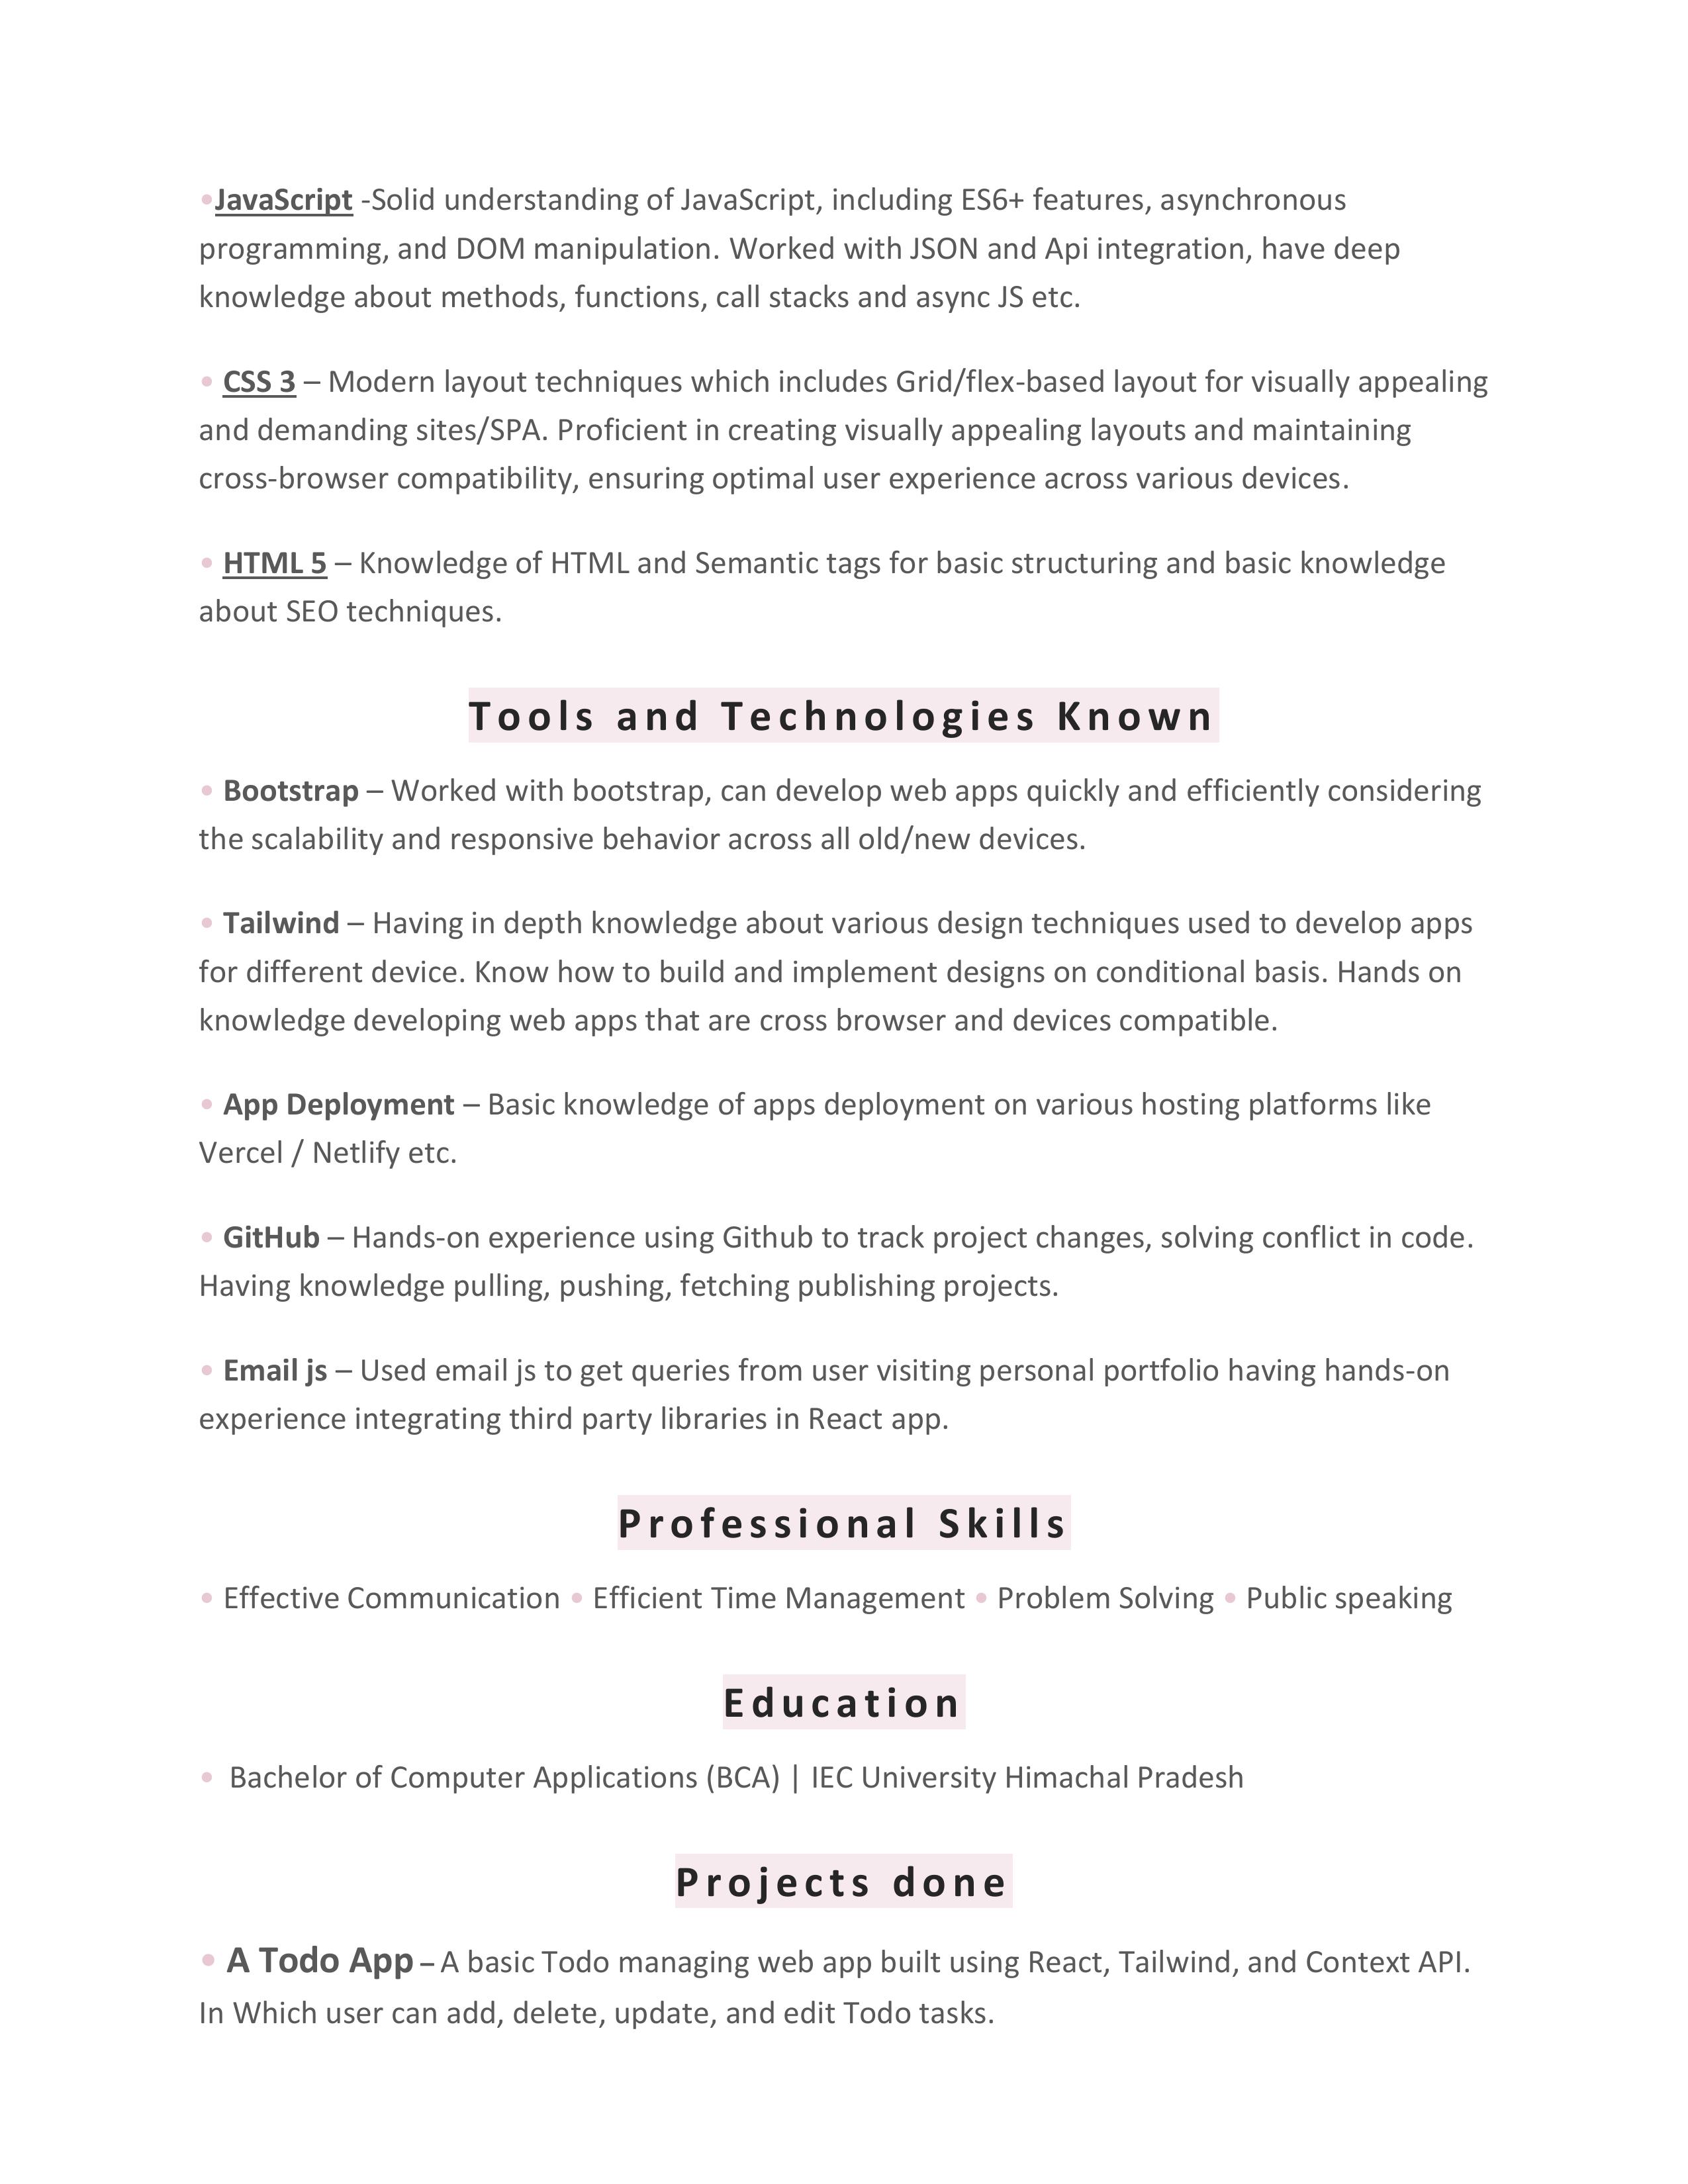 •JavaScript -Solid understanding of JavaScript, including ES6+ features, asynchronous
programming, and DOM manipulation. Worked with JSON and Api integration, have deep
knowledge about methods, functions, call stacks and async JS etc.
• CSS 3 – Modern layout techniques which includes Grid/flex-based layout for visually appealing
and demanding sites/SPA. Proficient in creating visually appealing layouts and maintaining
cross-browser compatibility, ensuring optimal user experience across various devices.
• HTML 5 – Knowledge of HTML and Semantic tags for basic structuring and basic knowledge
about SEO techniques.
Tools and Technologies Known
• Bootstrap – Worked with bootstrap, can develop web apps quickly and efficiently considering
the scalability and responsive behavior across all old/new devices.
• Tailwind – Having in depth knowledge about various design techniques used to develop apps
for different device. Know how to build and implement designs on conditional basis. Hands on
knowledge developing web apps that are cross browser and devices compatible.
• App Deployment – Basic knowledge of apps deployment on various hosting platforms like
Vercel / Netlify etc.
• GitHub – Hands-on experience using Github to track project changes, solving conflict in code.
Having knowledge pulling, pushing, fetching publishing projects.
• Email js – Used email js to get queries from user visiting personal portfolio having hands-on
experience integrating third party libraries in React app.
Professional Skills
• Effective Communication • Efficient Time Management • Problem Solving • Public speaking
Education
• Bachelor of Computer Applications (BCA) | IEC University Himachal Pradesh
Projects done
• A Todo App – A basic Todo managing web app built using React, Tailwind, and Context API.
In Which user can add, delete, update, and edit Todo tasks.